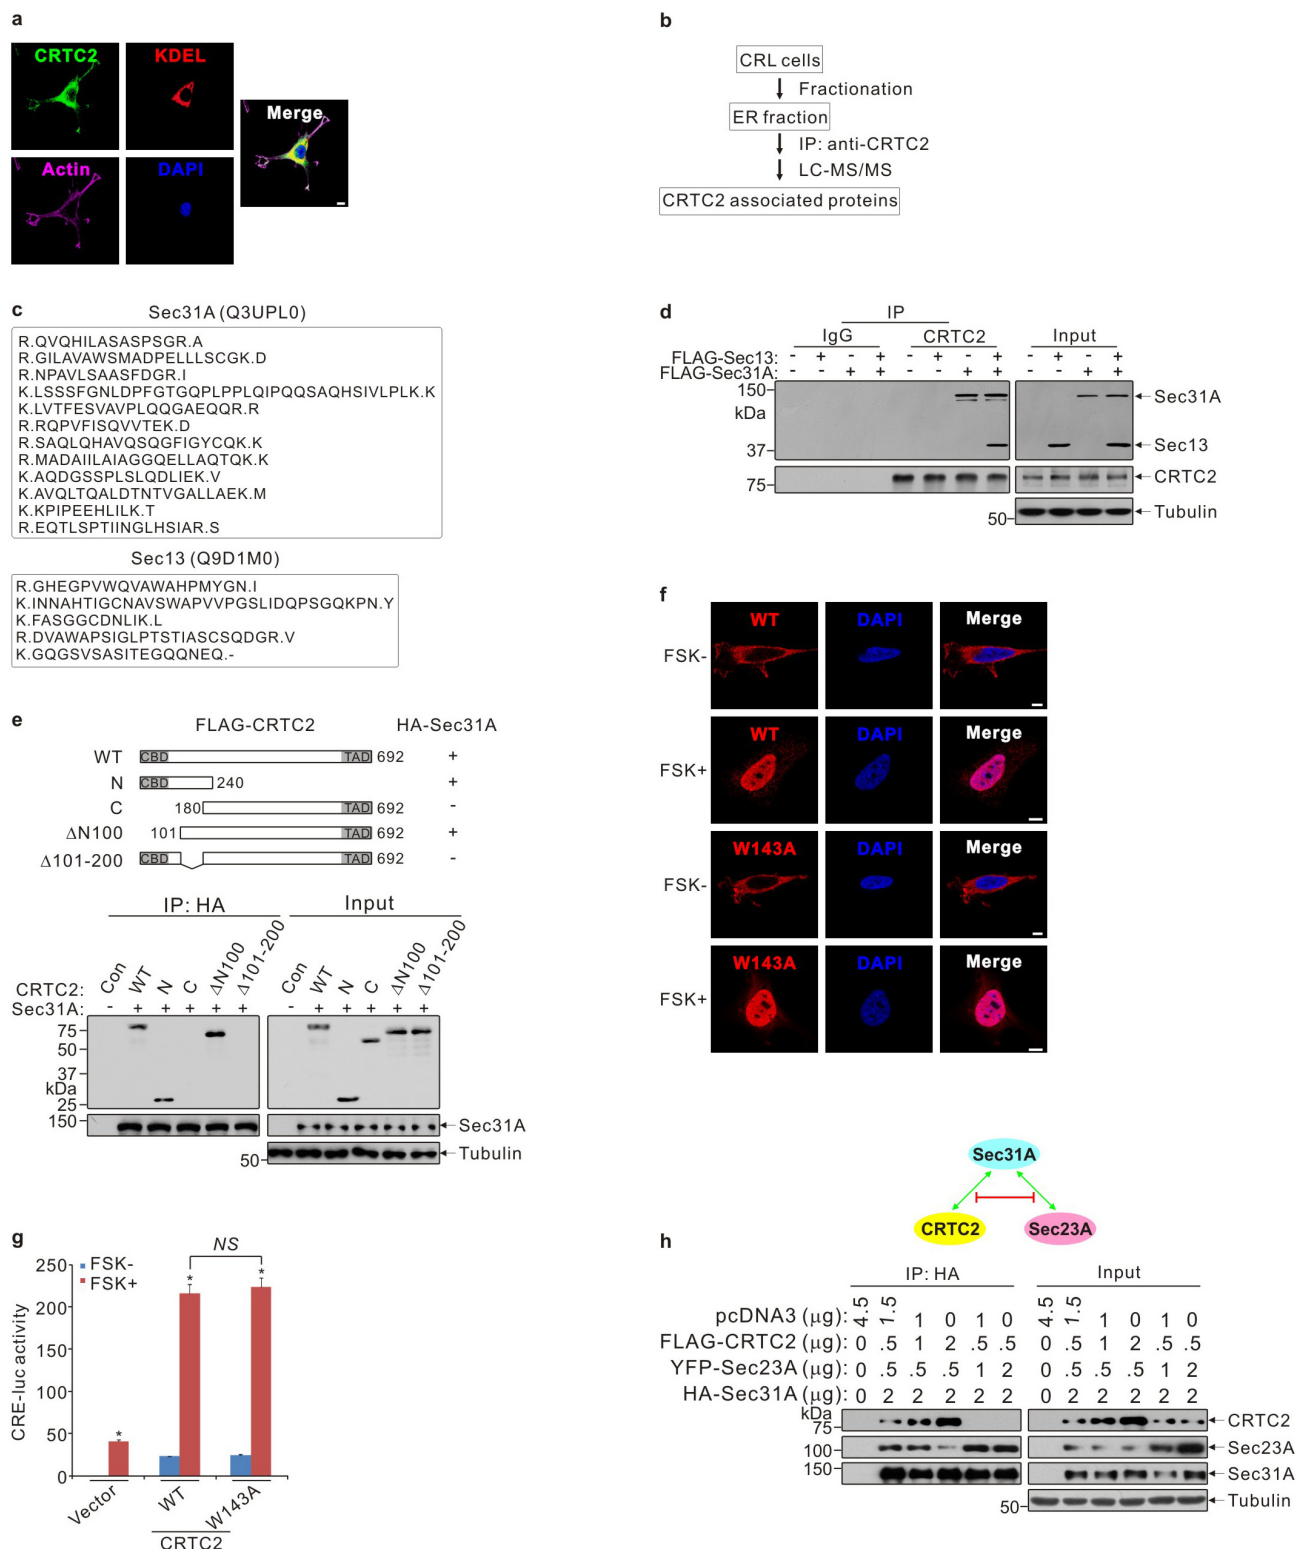 a
CRTC2
KDEL
Merge
Actin
DAPI
b
CRL cells
Fractionation
ER fraction
IP: anti-CRTC2
LC-MS/MS
CRTC2 associated proteins
c
Sec31A (Q3UPL0)
R.QVQHILASASPSGR.A
R.GILAVAWSMADPELLLSCGK.D
R.NPAVLSAASFDGR.I
K.LSSSFGNLDPFGTGQPLPPLQIPQQSAQHSIVLPLK.K
K.LVTFESVAVPLQQGAEQQR.R
R.RQPVFISQVVTEK.D
R.SAQLQHAVQSQGFIGYCQK.K
R.MADAIILAIAGGQELLAQTQK.K
K.AQDGSSPLSLQDLIEK.V
K.AVQLTQALDTNTVGALLAEK.M
K.KPIPEEHLILK.T
R.EQTLSPTIINGLHSIAR.S
Sec13 (Q9D1M0)
R.GHEGPVWQVAWAHPMYGN.I
K.INNAHTIGCNAVSWAPVVPGSLIDQPSGQKPN.Y
K.FASGGCDNLIK.L
R.DVAWAPSIGLPTSTIASCSQDGR.V
K.GQGSVSASITEGQQNEQ.-
d
IP
IgG CRTC2 Input
FLAG-Sec13: - + - + - + - + - + - +
FLAG-Sec31A: - - + + - - + + - - + +
150
kDa
37
75
50
Sec31A
Sec13
CRTC2
Tubulin
e
FLAG-CRTC2 HA-Sec31A
WT CBD TAD 692 +
N CBD 240 +
C 180 TAD 692 -
ΔN100 101 TAD 692 +
Δ101-200 CBD TAD 692 -
IP: HA Input
CRTC2: Con WT N C ΔN100 Δ101-200 Con WT N C ΔN100 Δ101-200
Sec31A: - + + + + + - + + + + +
75
50
37
kDa
25
150
Sec31A
50
Tubulin
f
WT DAPI Merge
FSK-
WT DAPI Merge
FSK+
W143A DAPI Merge
FSK-
W143A DAPI Merge
FSK+
g
NS
FSK-
FSK+
* * *
CRE-luc activity
250
200
150
100
50
0
Vector WT W143A
CRTC2
Sec31A
CRTC2 Sec23A
h
IP: HA Input
pcDNA3 (μg): 4.5 1.5 1 0 1 0 4.5 1.5 1 0 1 0
FLAG-CRTC2 (μg): 0 .5 1 2 .5 .5 0 .5 1 2 .5 .5
YFP-Sec23A (μg): 0 .5 .5 .5 1 2 0 .5 .5 .5 1 2
HA-Sec31A (μg): 0 2 2 2 2 2 0 2 2 2 2 2
kDa
75
100
150
50
CRTC2
Sec23A
Sec31A
Tubulin